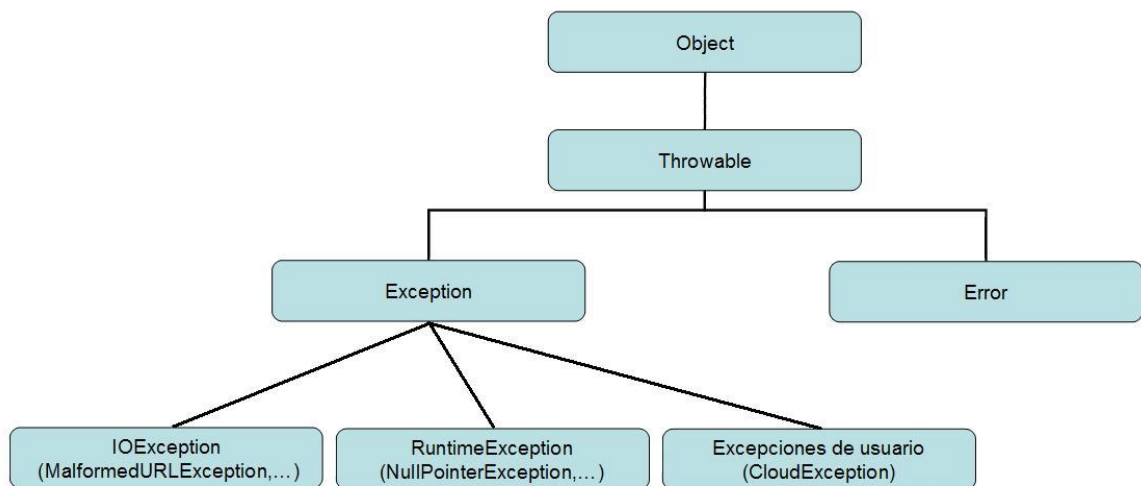 Object
Throwable
Exception
Error
IOException
(MalformedURLException,...)
RuntimeException
(NullPointerException,...)
Excepciones de usuario
(CloudException)